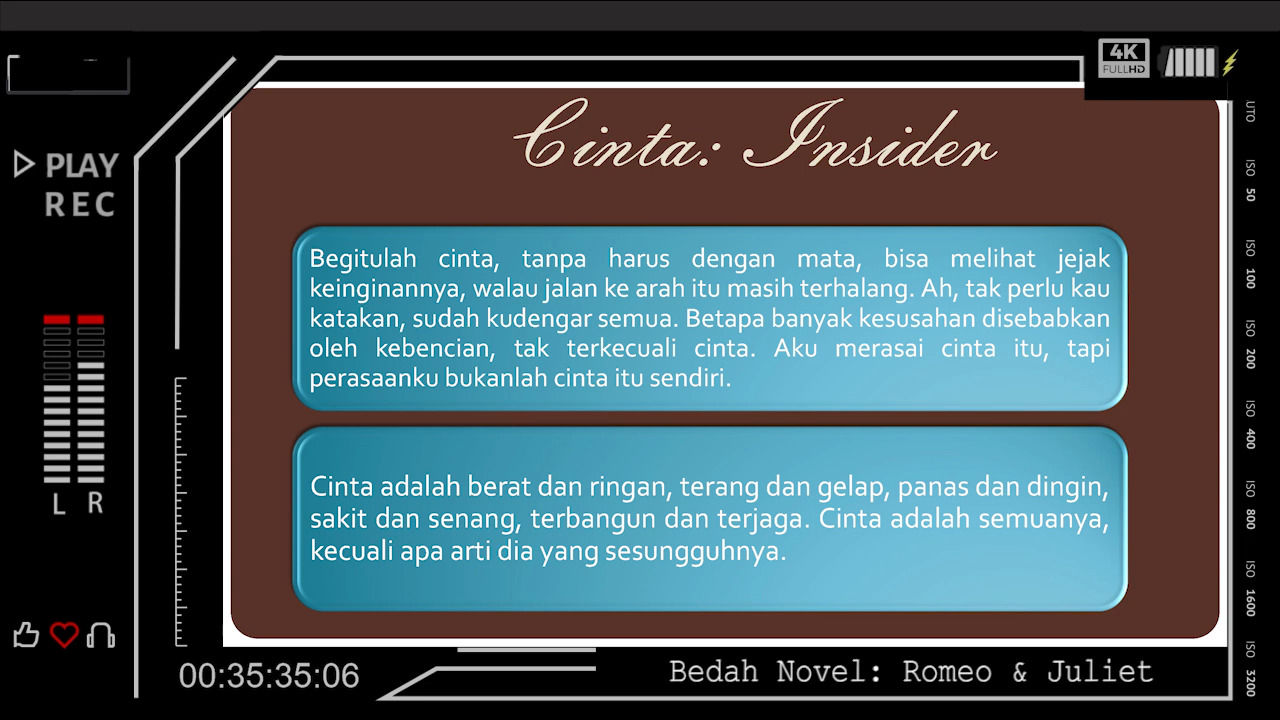 4K
FULLHD
PLAY
REC
Cinta: Insider
Begitulah cinta, tanpa harus dengan mata, bisa melihat jejak
keinginannya, walau jalan ke arah itu masih terhalang. Ah, tak perlu kau
katakan, sudah kudengar semua. Betapa banyak kesusahan disebabkan
oleh kebencian, tak terkecuali cinta. Aku merasai cinta itu, tapi
perasaanku bukanlah cinta itu sendiri.
Cinta adalah berat dan ringan, terang dan gelap, panas dan dingin,
sakit dan senang, terbangun dan terjaga. Cinta adalah semuanya,
kecuali apa arti dia yang sesungguhnya.
L R
00:35:35:06
Bedah Novel: Romeo & Juliet
UTO
ISO 50
ISO 100
ISO 200
ISO 400
ISO 800
ISO 1600
ISO 3200